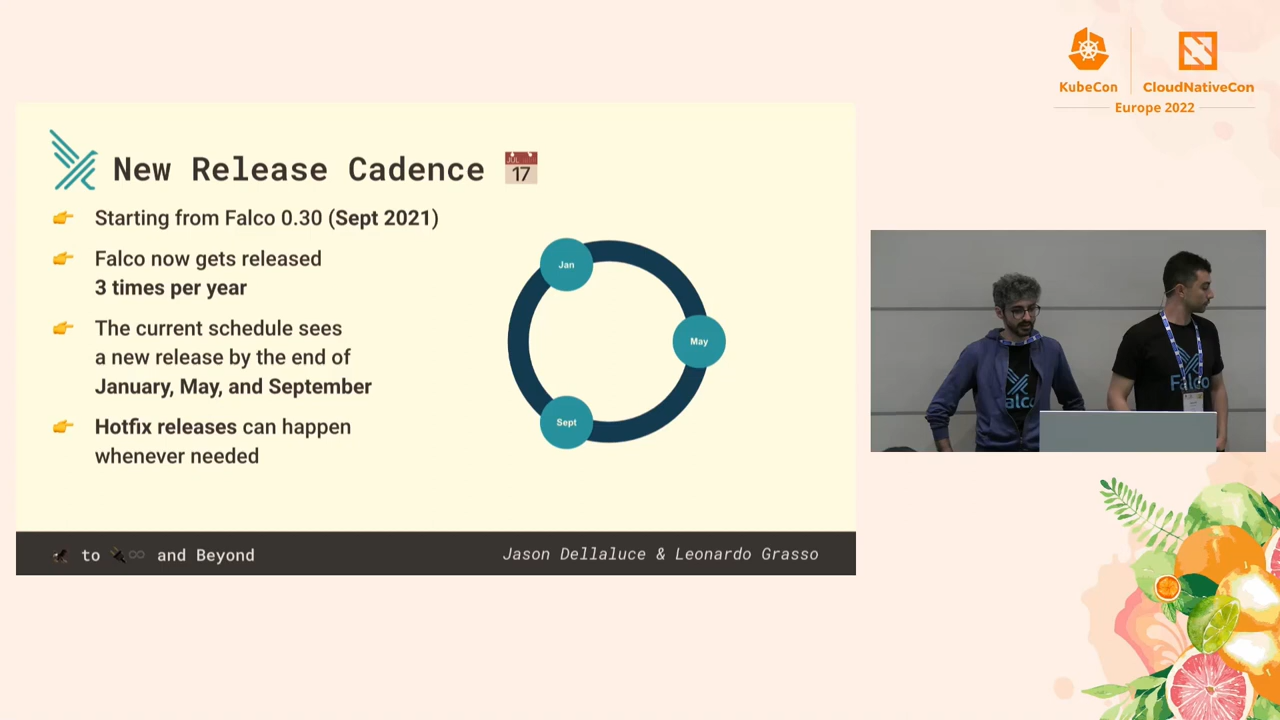 KubeCon
CloudNativeCon
Europe 2022
New Release Cadence
JUL
17
Starting from Falco 0.30 (Sept 2021)
Falco now gets released
3 times per year
The current schedule sees
a new release by the end of
January, May, and September
Hotfix releases can happen
whenever needed
Jan
May
Sept
to
and Beyond
Jason Dellaluce & Leonardo Grasso
Falco